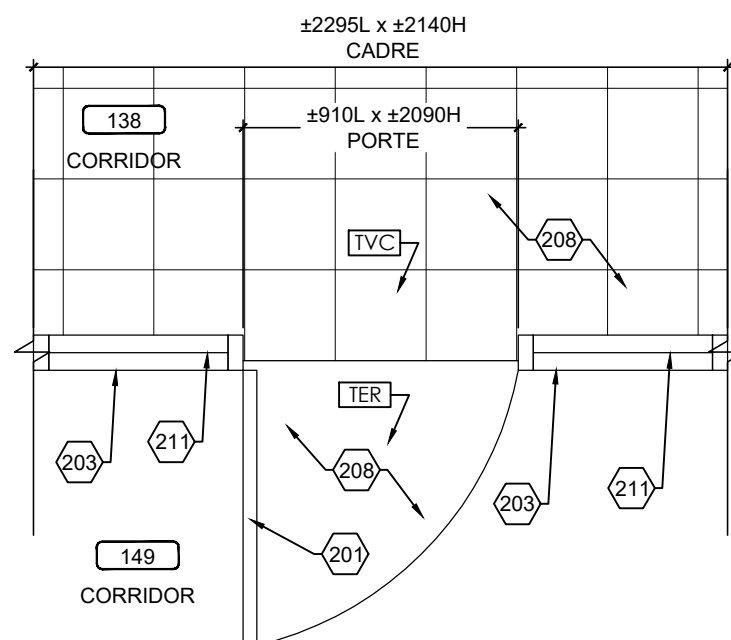 ±2295L x ±2140H
CADRE
138
CORRIDOR
±910L x ±2090H
PORTE
TVC
208
TER
203
211
208
203
211
201
149
CORRIDOR